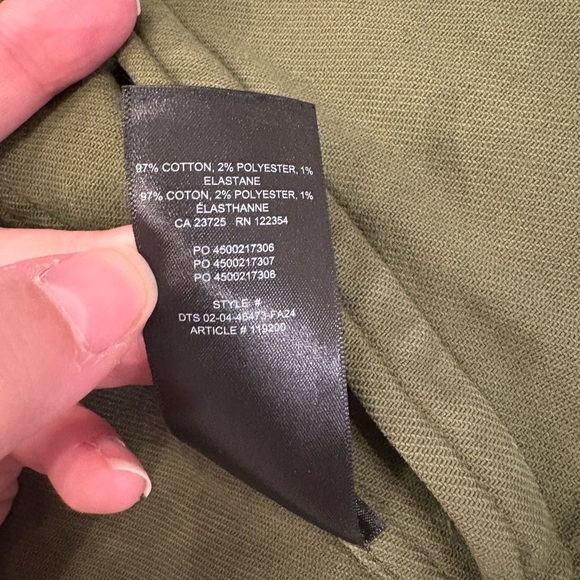 97% COTTON, 2% POLYESTER, 1%
ELASTANE
97% COTON, 2% POLYESTER, 1%
ÉLASTHANNE
CA 23725 RN 122354
PO 4500217306
PO 4500217307
PO 4500217308
STYLE #
DTS 02-04-46473-FA24
ARTICLE # 119200